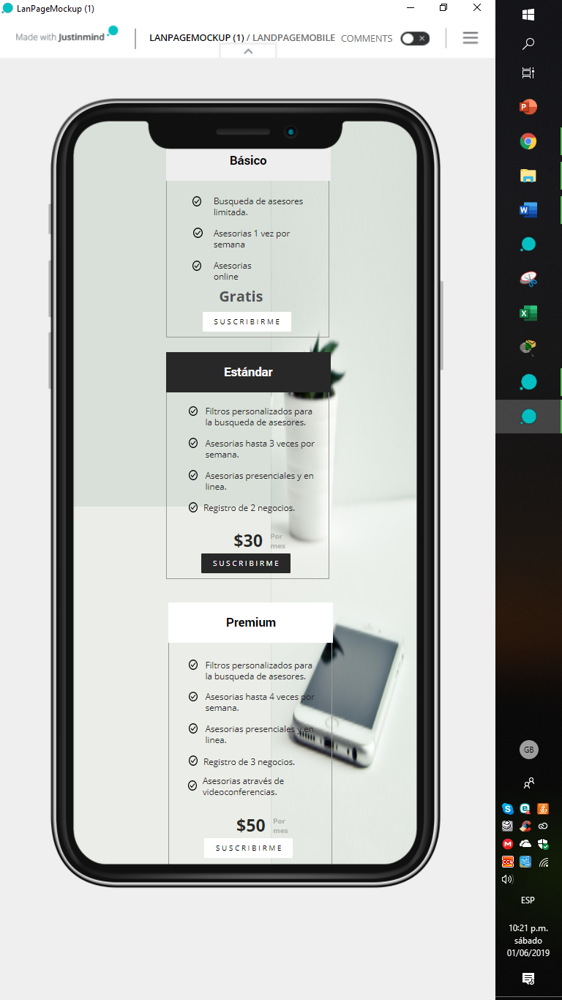 LanPageMockup (1)
Made with Justinmind
LANPAGEMOCKUP (1) / LANDPAGEMOBILE
COMMENTS
Básico
Busqueda de asesores
limitada.
Asesorias 1 vez por
semana
Asesorias
online
Gratis
SUSCRIBIRME
Estándar
Filtros personalizados para
la busqueda de asesores.
Asesorias hasta 3 veces por
semana.
Asesorias presenciales y en
linea.
Registro de 2 negocios.
$30 Por
mes
SUSCRIBIRME
Premium
Filtros personalizados para
la busqueda de asesores.
Asesorias hasta 4 veces por
semana.
Asesorias presenciales y en
linea.
Registro de 3 negocios.
Asesorias através de
videoconferencias.
$50 Por
mes
SUSCRIBIRME
GB
ESP
10:21 p.m.
sábado
01/06/2019